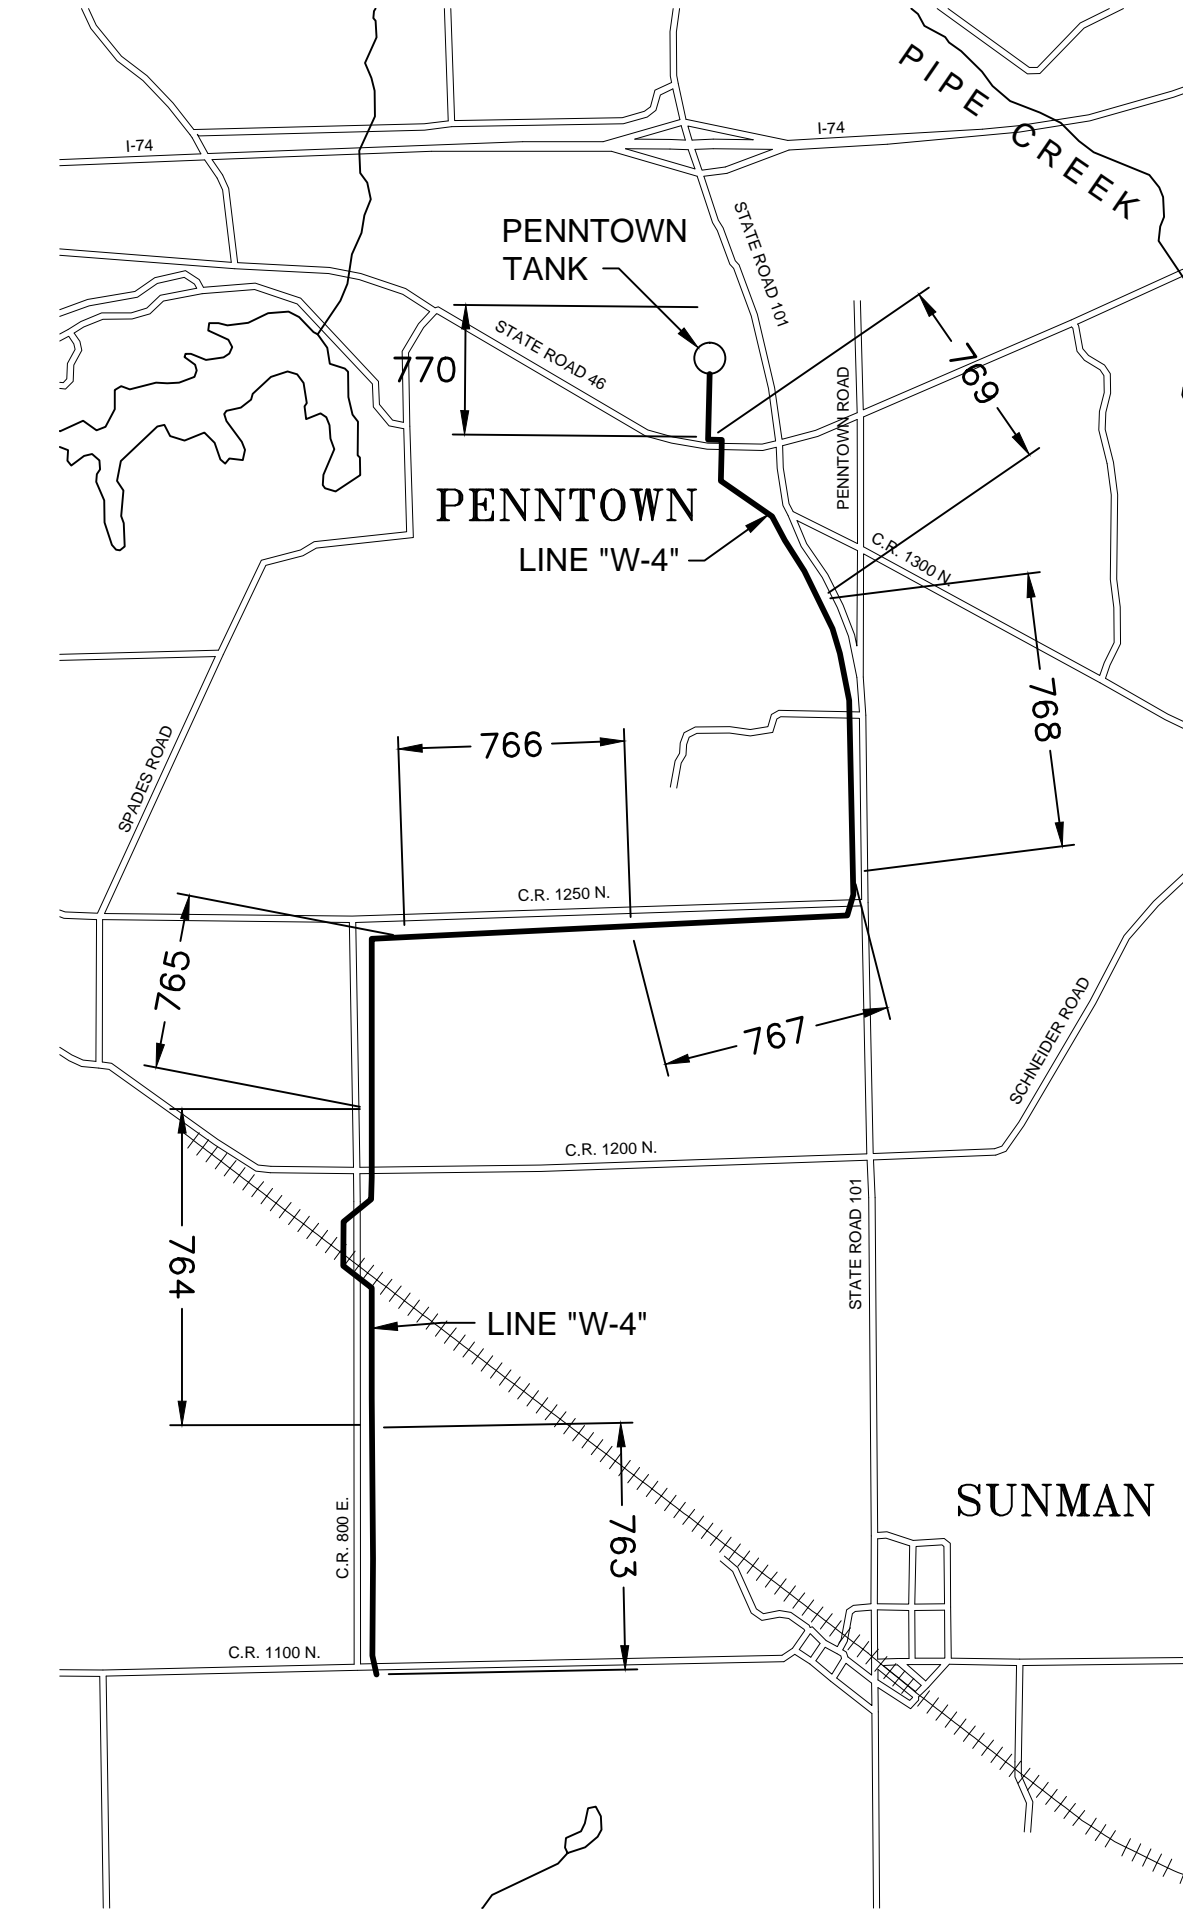 PIPE CREEK
I-74
I-74
PENNTOWN
TANK
STATE ROAD 101
STATE ROAD 46
770
769
PENNTOWN ROAD
PENNTOWN
LINE "W-4"
C.R. 1300 N.
768
766
SPADES ROAD
C.R. 1250 N.
765
767
SCHNEIDER ROAD
C.R. 1200 N.
STATE ROAD 101
764
LINE "W-4"
SUNMAN
C.R. 800 E.
763
C.R. 1100 N.